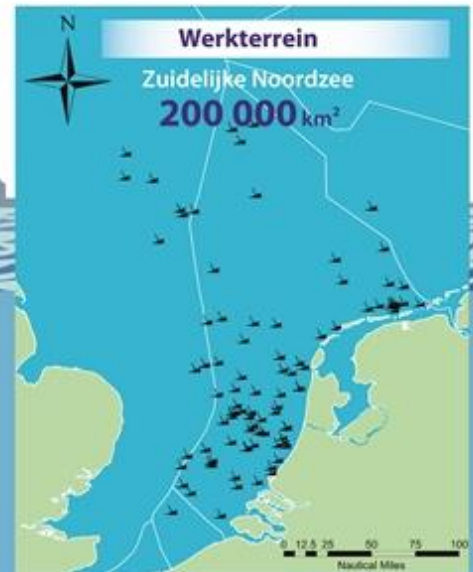 N
Werkterrein
Zuidelijke Noordzee
200 000 km²
0 12.5 25 50 75 100
Nautical Miles